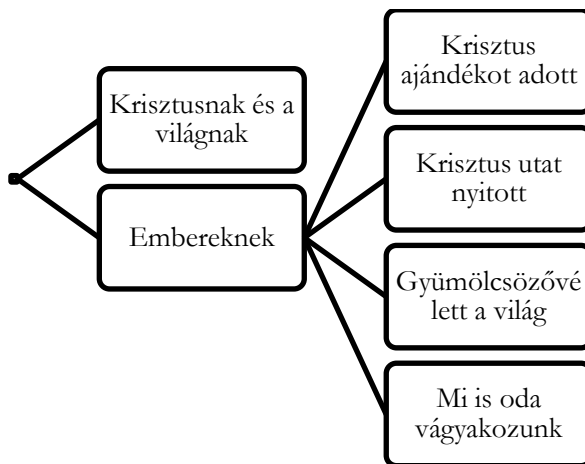 Krisztusnak és a
világnak
Embereknek
Krisztus
ajándékot adott
Krisztus utat
nyitott
Gyümölcsözővé
lett a világ
Mi is oda
vágyakozunk